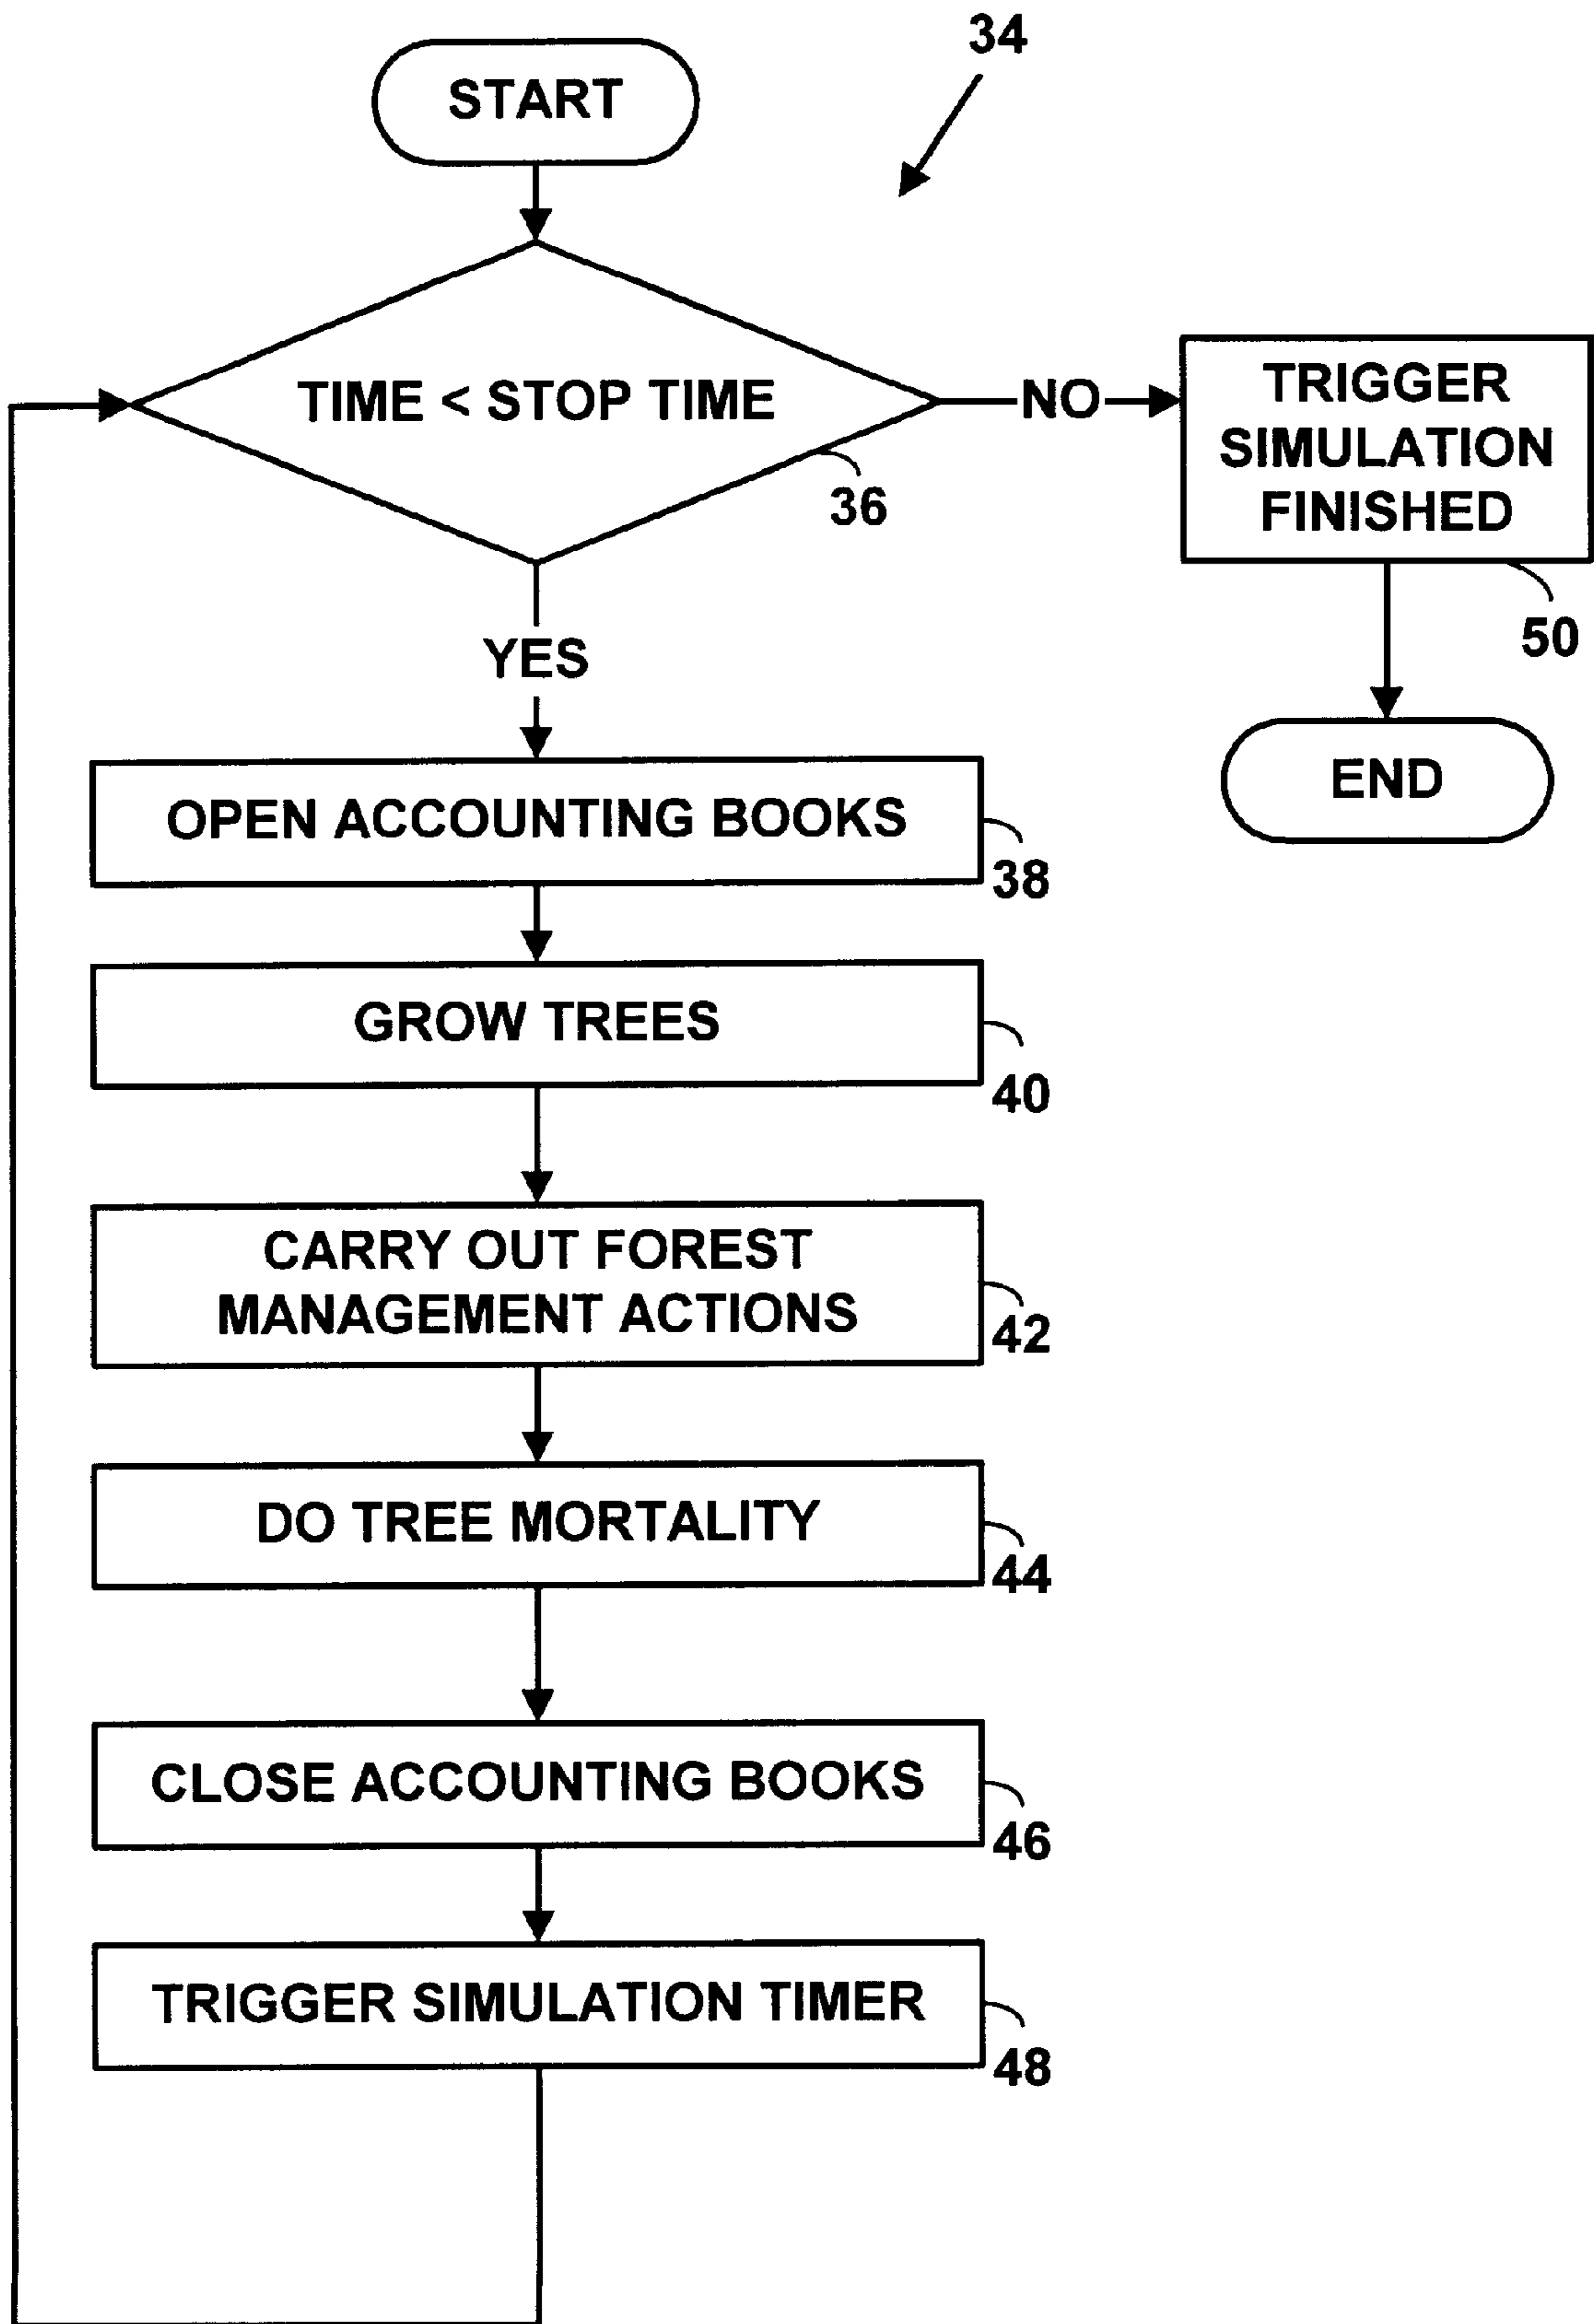 34
START
TIME < STOP TIME
NO
TRIGGER
SIMULATION
FINISHED
36
50
YES
END
OPEN ACCOUNTING BOOKS
38
GROW TREES
40
CARRY OUT FOREST
MANAGEMENT ACTIONS
42
DO TREE MORTALITY
44
CLOSE ACCOUNTING BOOKS
46
TRIGGER SIMULATION TIMER
48